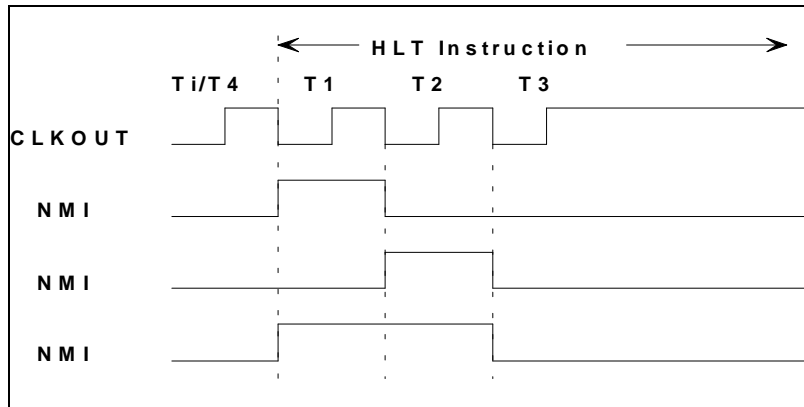 HLT Instruction
Ti/T4 T1 T2 T3
CLKOUT
NMI
NMI
NMI